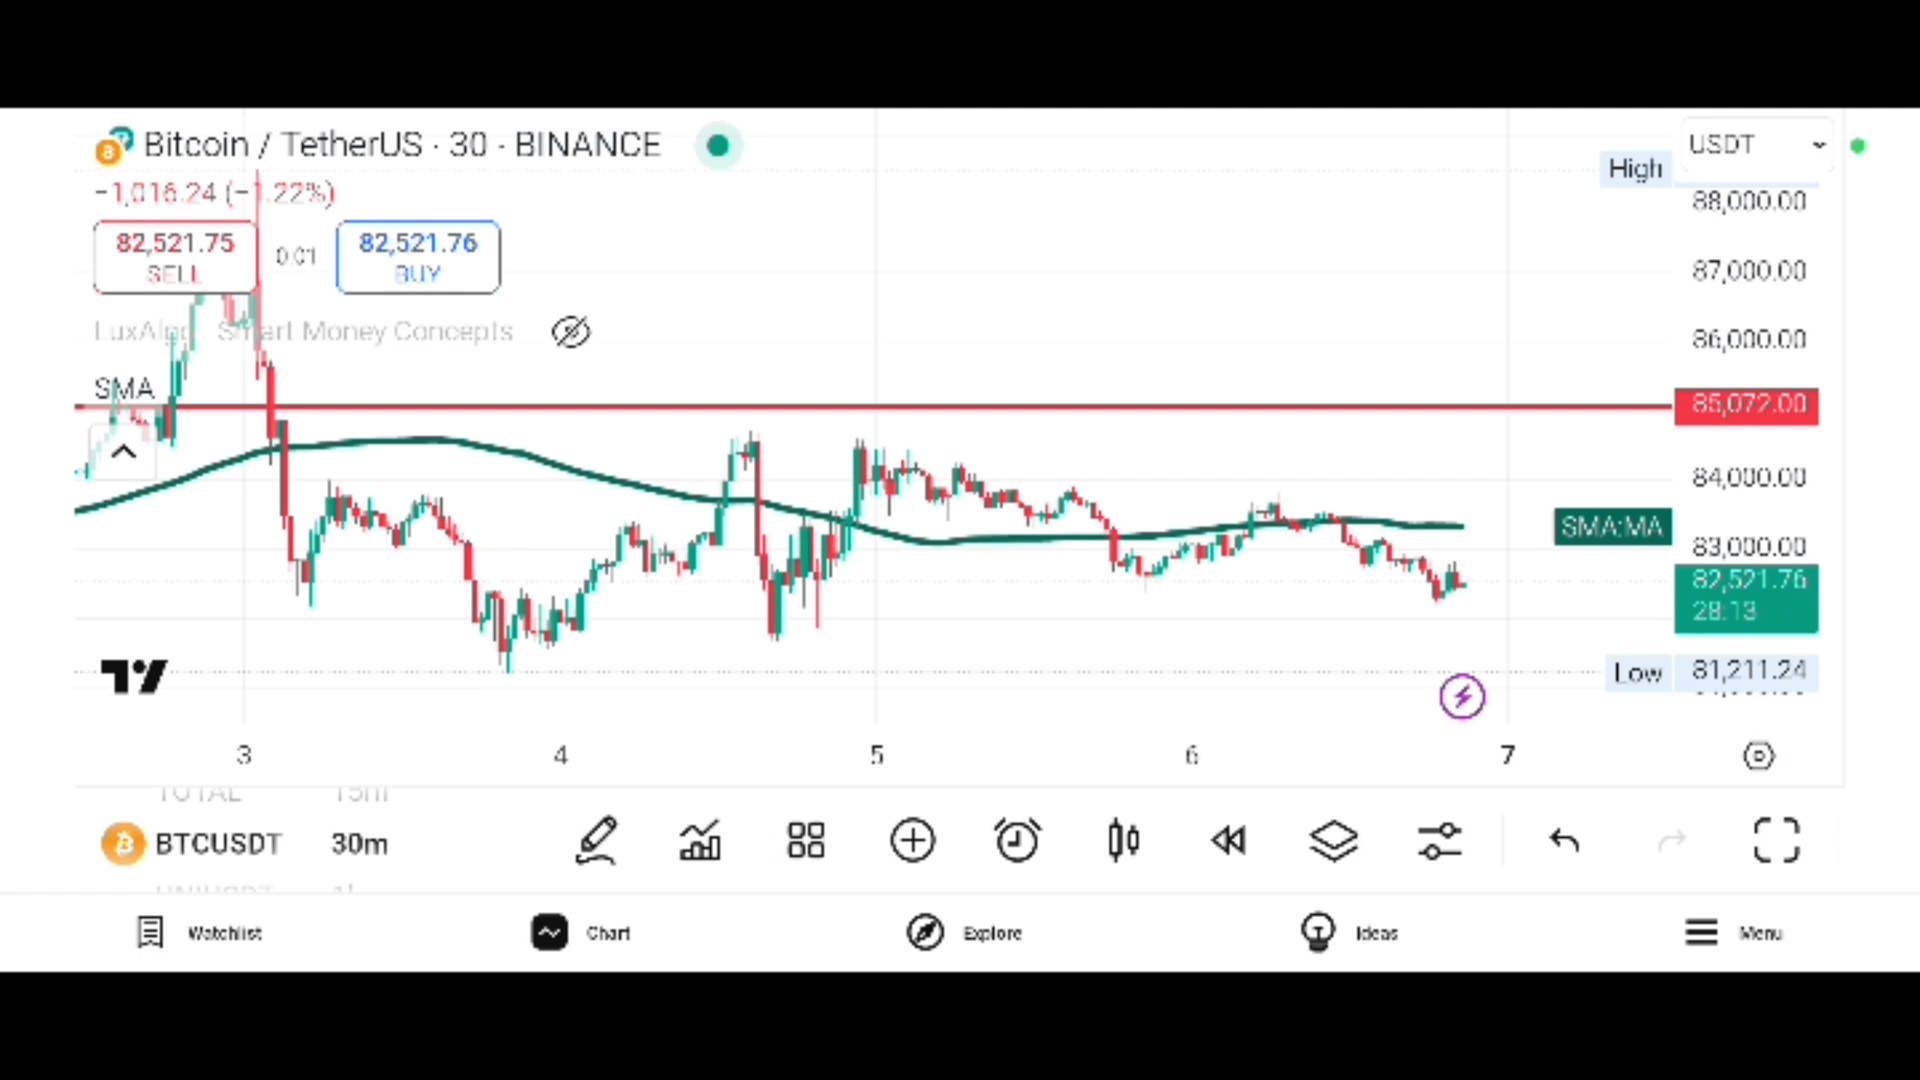 Bitcoin / TetherUS · 30 · BINANCE
USDT
High
−1,016.24 (−1.22%)
88,000.00
82,521.75
SELL
0.01
82,521.76
BUY
87,000.00
LuxAlgo Smart Money Concepts
86,000.00
SMA
85,072.00
84,000.00
SMA:MA
83,000.00
82,521.76
28:13
Low
81,211.24
3
4
5
6
7
TOTAL
15m
BTCUSDT
30m
Watchlist
Chart
Explore
Ideas
Menu